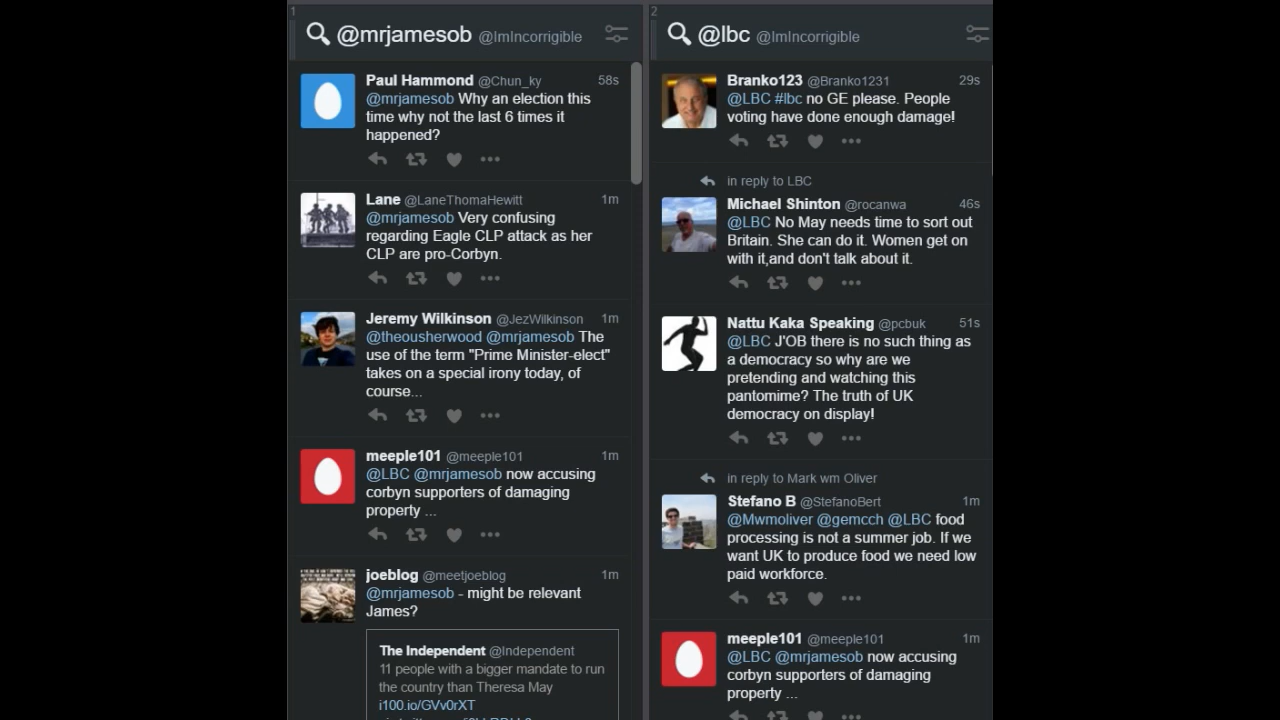 1
@mrjamesob @ImIncorrigible
Paul Hammond @Chun_ky 58s
@mrjamesob Why an election this
time why not the last 6 times it
happened?
Lane @LaneThomaHewitt 1m
@mrjamesob Very confusing
regarding Eagle CLP attack as her
CLP are pro-Corbyn.
Jeremy Wilkinson @JezWilkinson 1m
@theousherwood @mrjamesob The
use of the term "Prime Minister-elect"
takes on a special irony today, of
course...
meeple101 @meeple101 1m
@LBC @mrjamesob now accusing
corbyn supporters of damaging
property ...
joeblog @meetjoeblog 1m
@mrjamesob - might be relevant
James?
The Independent @Independent
11 people with a bigger mandate to run
the country than Theresa May
i100.io/GVv0rXT
2
@lbc @ImIncorrigible
Branko123 @Branko1231 29s
@LBC #lbc no GE please. People
voting have done enough damage!
in reply to LBC
Michael Shinton @rocanwa 46s
@LBC No May needs time to sort out
Britain. She can do it. Women get on
with it,and don't talk about it.
Nattu Kaka Speaking @pcbuk 51s
@LBC J'OB there is no such thing as
a democracy so why are we
pretending and watching this
pantomime? The truth of UK
democracy on display!
in reply to Mark wm Oliver
Stefano B @StefanoBert 1m
@Mwmoliver @gemcch @LBC food
processing is not a summer job. If we
want UK to produce food we need low
paid workforce.
meeple101 @meeple101 1m
@LBC @mrjamesob now accusing
corbyn supporters of damaging
property ...